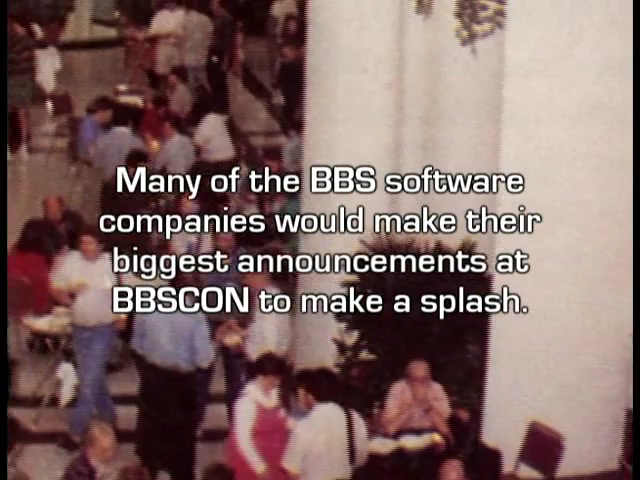 Many of the BBS software
companies would make their
biggest announcements at
BBSCON to make a splash.